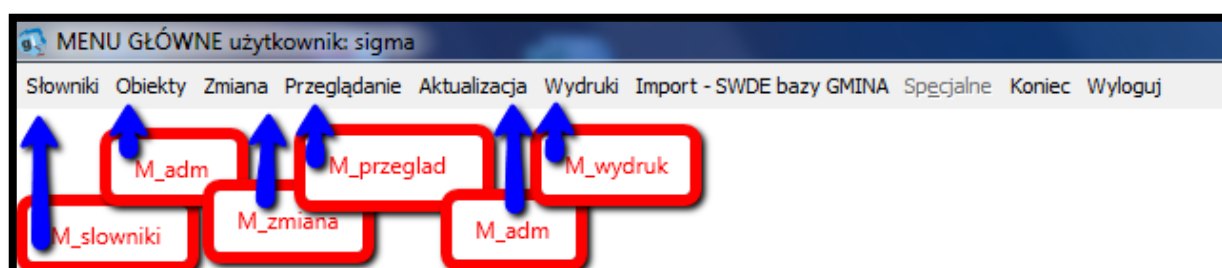 MENU GŁÓWNE użytkownik: sigma
Słowniki Obiekty Zmiana Przeglądanie Aktualizacja Wydruki Import - SWDE bazy GMINA Specjalne Koniec Wyloguj
M_adm M_przeglad M_wydruk
M_slowniki M_zmiana M_adm